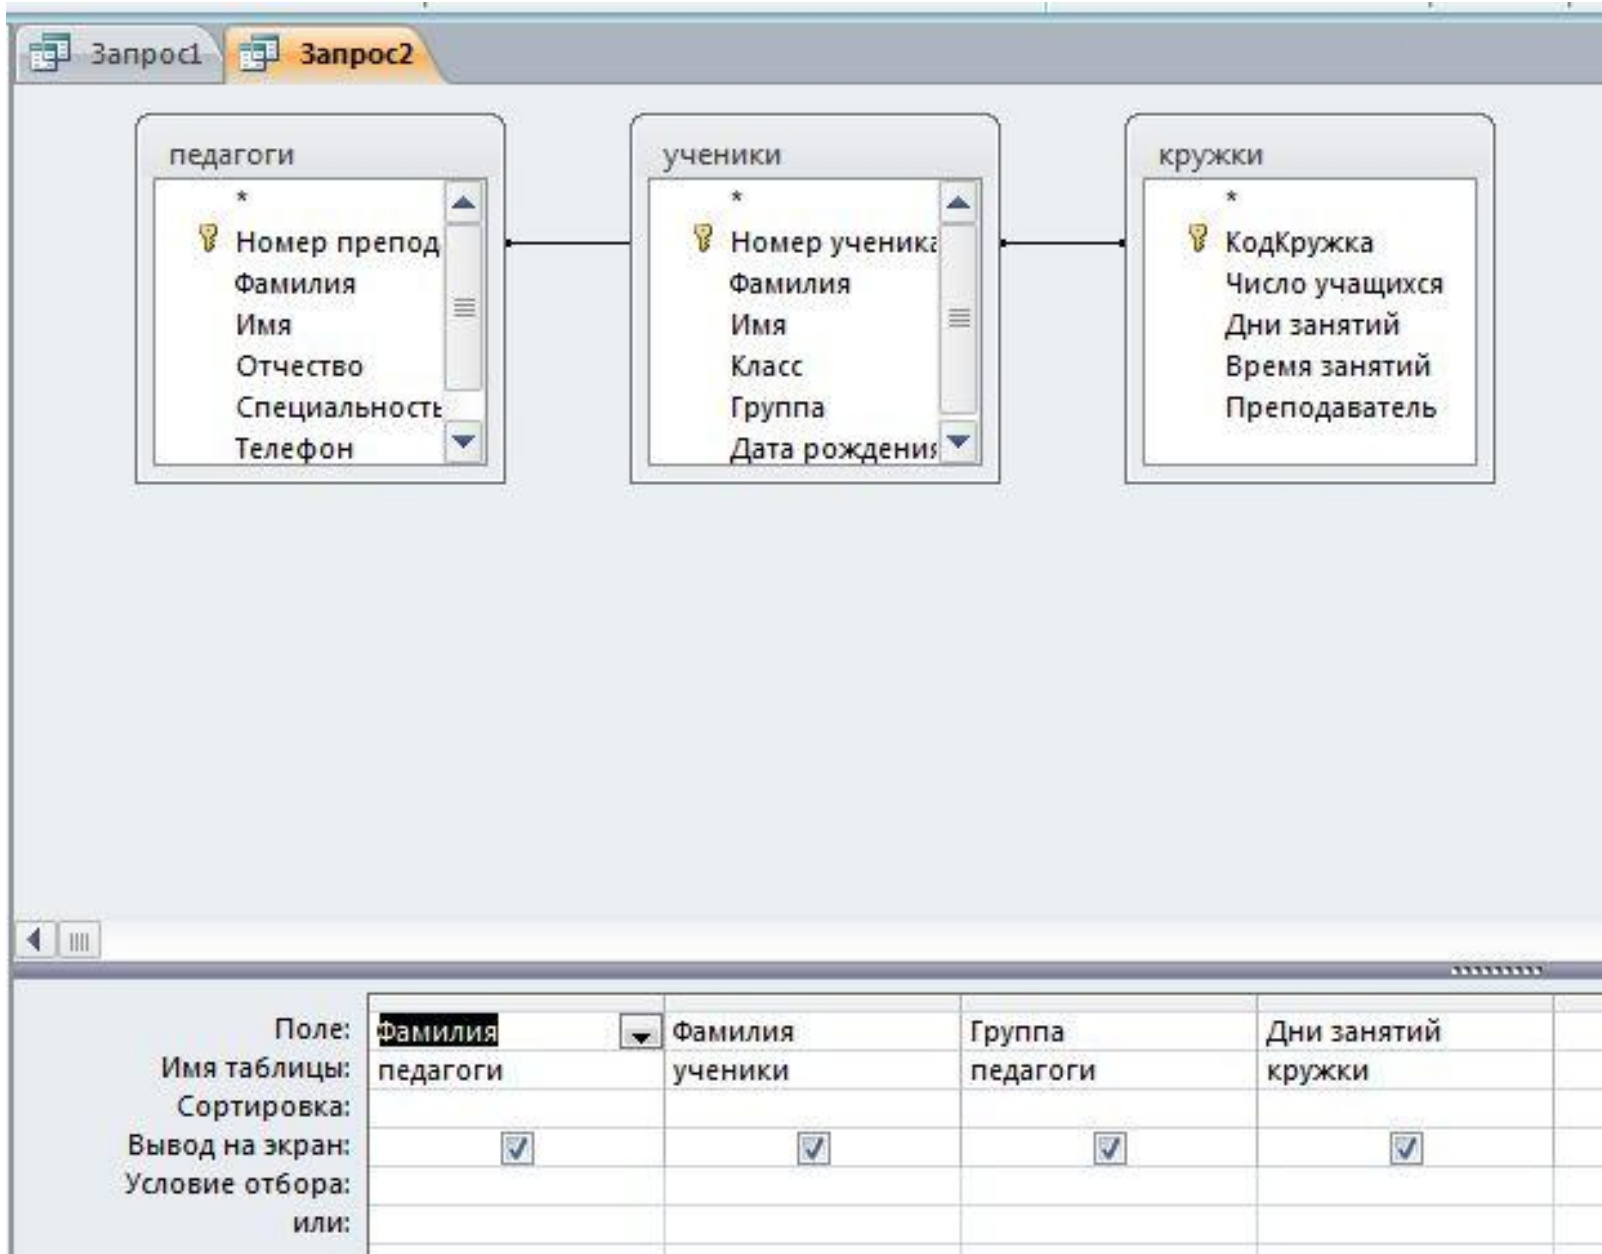 Запрос1 Запрос2
педагоги
*
Номер препод
Фамилия
Имя
Отчество
Специальность
Телефон
ученики
*
Номер ученика
Фамилия
Имя
Класс
Группа
Дата рождения
кружки
*
КодКружка
Число учащихся
Дни занятий
Время занятий
Преподаватель
Поле: Фамилия Фамилия Группа Дни занятий
Имя таблицы: педагоги ученики педагоги кружки
Сортировка:
Вывод на экран:
Условие отбора:
или: